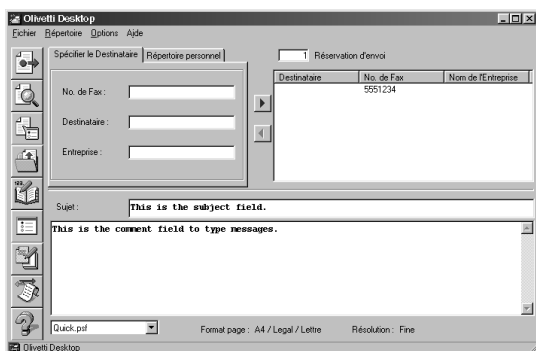 Olivetti Desktop
Fichier Répertoire Options Aide
Spécifier le Destinataire Répertoire personnel
1 Réservation d'envoi
Destinataire No. de Fax Nom de l'Entreprise
5551234
No. de Fax :
Destinataire :
Entreprise :
Sujet : This is the subject field.
This is the comment field to type messages.
Quick.psf Format page : A4 / Legal / Lettre Résolution : Fine
Olivetti Desktop